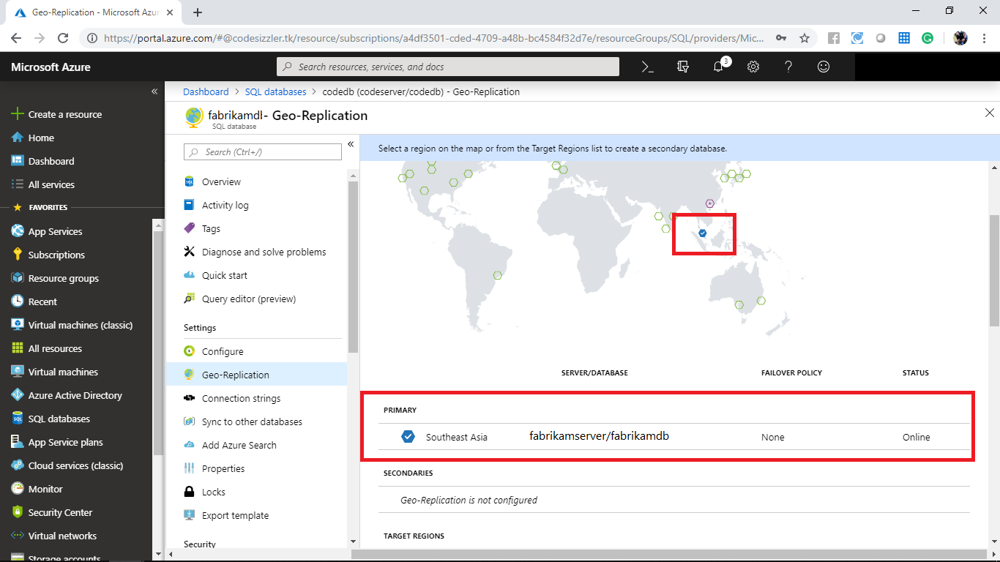 Geo-Replication - Microsoft Azur
https://portal.azure.com/#@codesizzler.tk/resource/subscriptions/a4df3501-cded-4709-a48b-bc4584f32d7e/resourceGroups/SQL/providers/Mic...
Microsoft Azure
Search resources, services, and docs
3
Create a resource
Home
Dashboard
All services
FAVORITES
App Services
Subscriptions
Resource groups
Recent
Virtual machines (classic)
All resources
Virtual machines
Azure Active Directory
SQL databases
App Service plans
Cloud services (classic)
Monitor
Security Center
Virtual networks
Storage accounts
Dashboard > SQL databases > codedb (codeserver/codedb) - Geo-Replication
fabrikamdl- Geo-Replication
SQL database
Search (Ctrl+/)
Overview
Activity log
Tags
Diagnose and solve problems
Quick start
Query editor (preview)
Settings
Configure
Geo-Replication
Connection strings
Sync to other databases
Add Azure Search
Properties
Locks
Export template
Security
Select a region on the map or from the Target Regions list to create a secondary database.
SERVER/DATABASE FAILOVER POLICY STATUS
PRIMARY
Southeast Asia fabrikamserver/fabrikamdb None Online
SECONDARIES
Geo-Replication is not configured
TARGET REGIONS